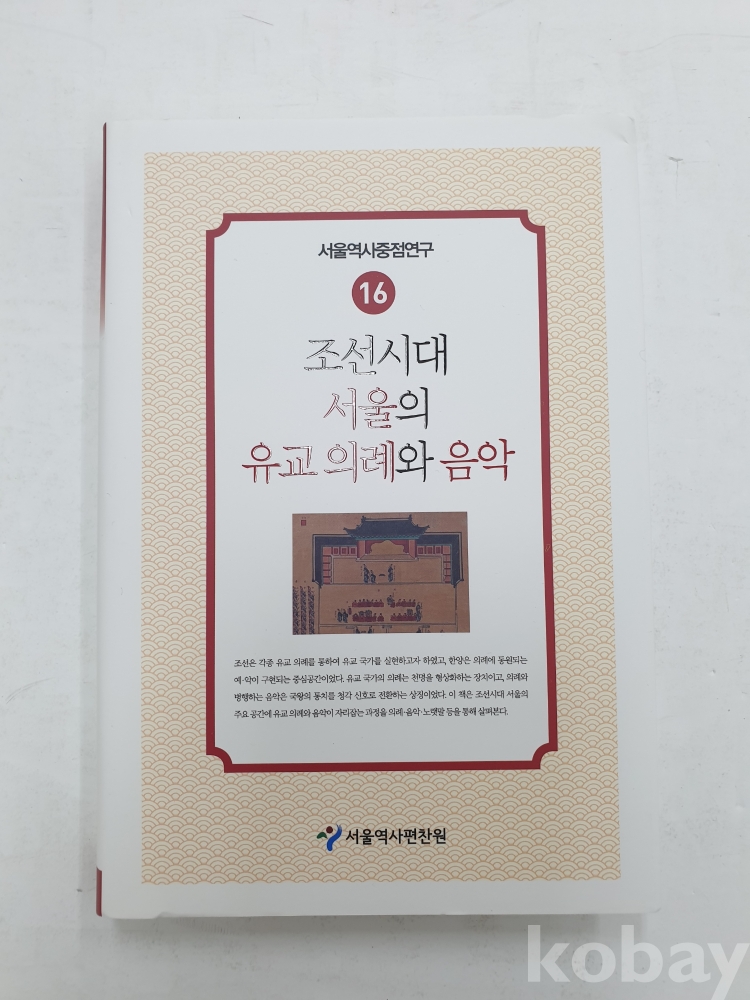 서울역사중점연구
16
조선시대
서울의
유교 의례와 음악
조선은 각종 유교 의례를 통하여 유교 국가를 실현하고자 하였고, 한양은 의례에 동원되는
예·악이 구현되는 중심공간이었다. 유교 국가의 의례는 천명을 형상화하는 장치이고, 의례와
병행하는 음악은 국왕의 통치를 청각 신호로 전환하는 상징이었다. 이 책은 조선시대 서울의
주요 공간에 유교 의례와 음악이 자리잡는 과정을 의례·음악·노랫말 등을 통해 살펴본다.
서울역사편찬원
kobay